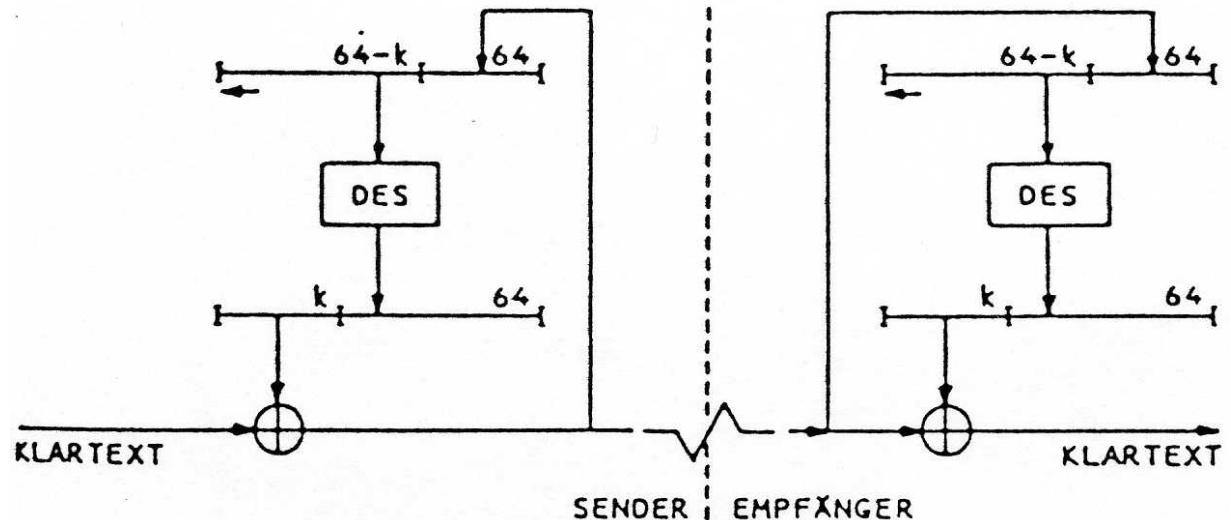 64-k 64 64-k 64
DES DES
k 64 k 64
KLARTEXT KLARTEXT
SENDER EMPFÄNGER